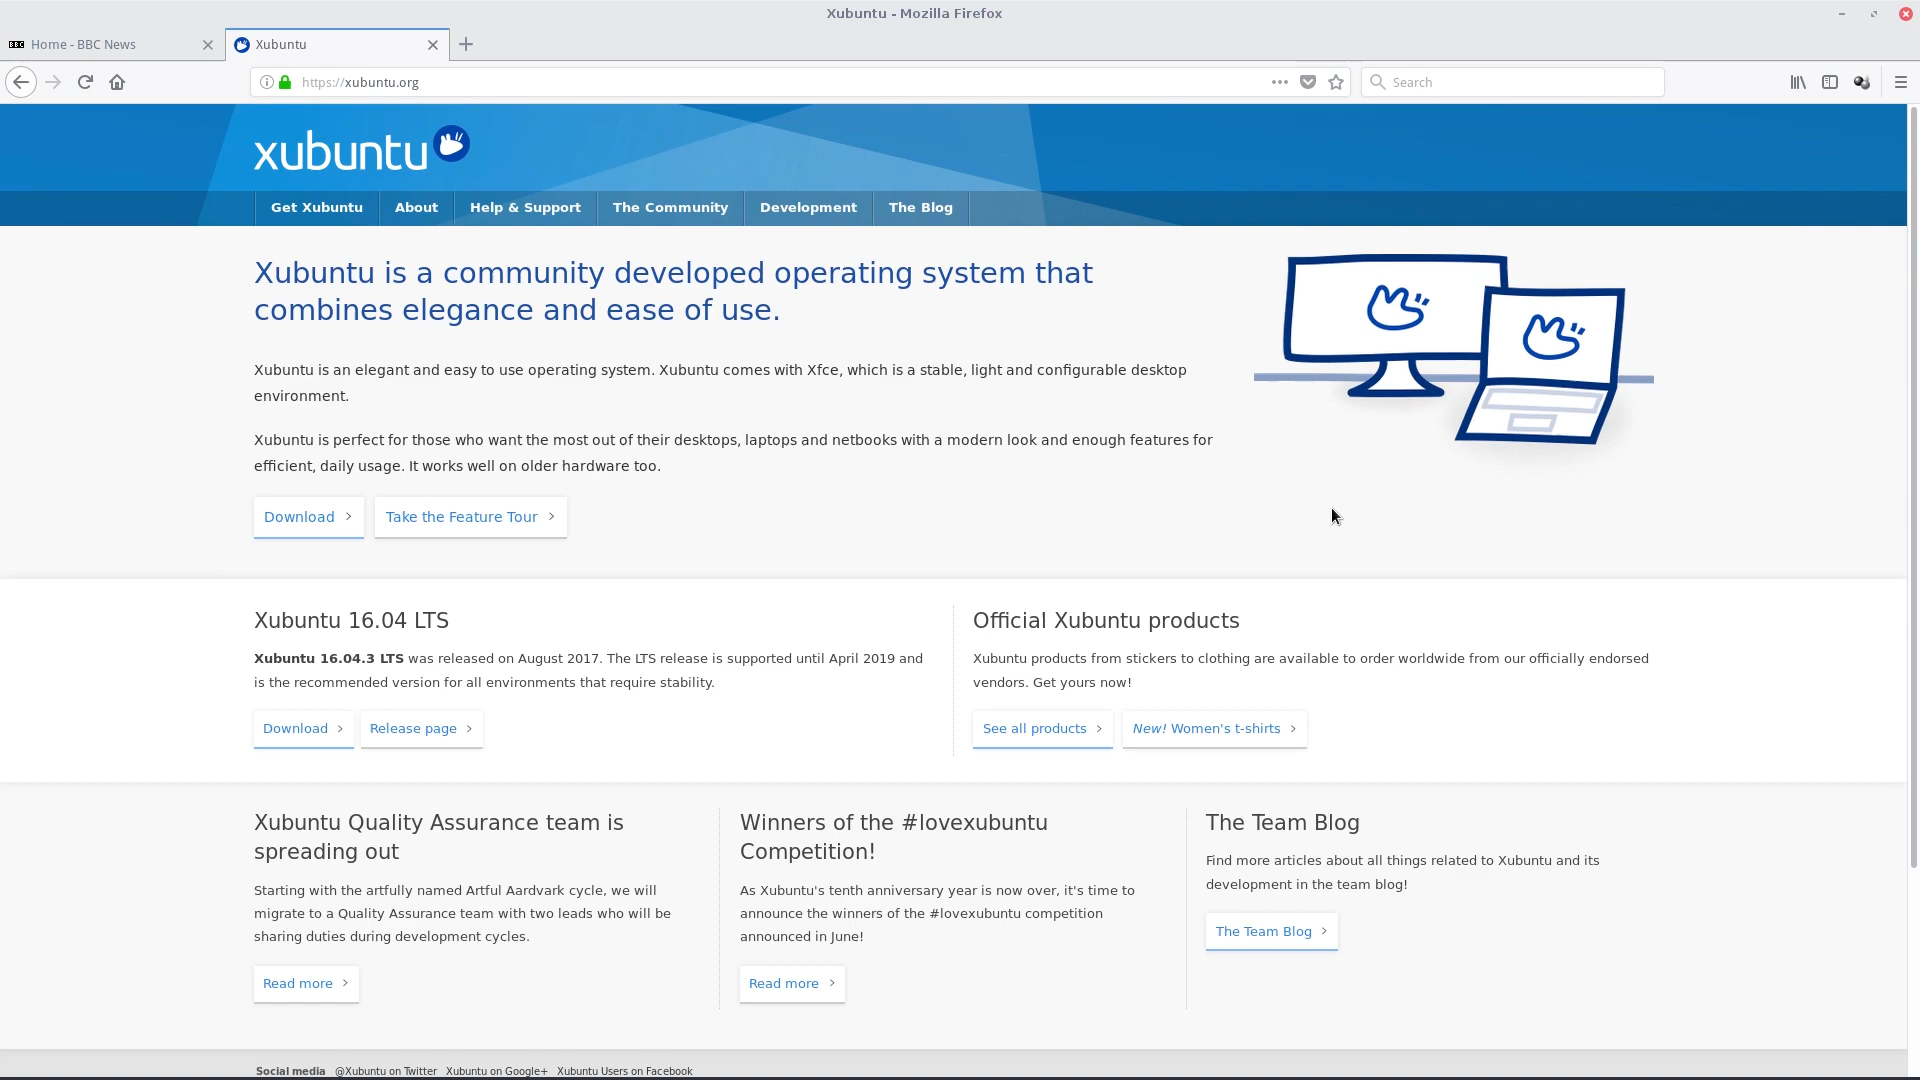 Xubuntu - Mozilla Firefox
BBC Home - BBC News
Xubuntu
https://xubuntu.org
Search
xubuntu
Get Xubuntu About Help & Support The Community Development The Blog
Xubuntu is a community developed operating system that
combines elegance and ease of use.
Xubuntu is an elegant and easy to use operating system. Xubuntu comes with Xfce, which is a stable, light and configurable desktop
environment.
Xubuntu is perfect for those who want the most out of their desktops, laptops and netbooks with a modern look and enough features for
efficient, daily usage. It works well on older hardware too.
Download Take the Feature Tour
Xubuntu 16.04 LTS
Xubuntu 16.04.3 LTS was released on August 2017. The LTS release is supported until April 2019 and
is the recommended version for all environments that require stability.
Download Release page
Official Xubuntu products
Xubuntu products from stickers to clothing are available to order worldwide from our officially endorsed
vendors. Get yours now!
See all products New! Women's t-shirts
Xubuntu Quality Assurance team is
spreading out
Starting with the artfully named Artful Aardvark cycle, we will
migrate to a Quality Assurance team with two leads who will be
sharing duties during development cycles.
Read more
Winners of the #lovexubuntu
Competition!
As Xubuntu's tenth anniversary year is now over, it's time to
announce the winners of the #lovexubuntu competition
announced in June!
Read more
The Team Blog
Find more articles about all things related to Xubuntu and its
development in the team blog!
The Team Blog
Social media @Xubuntu on Twitter Xubuntu on Google+ Xubuntu Users on Facebook